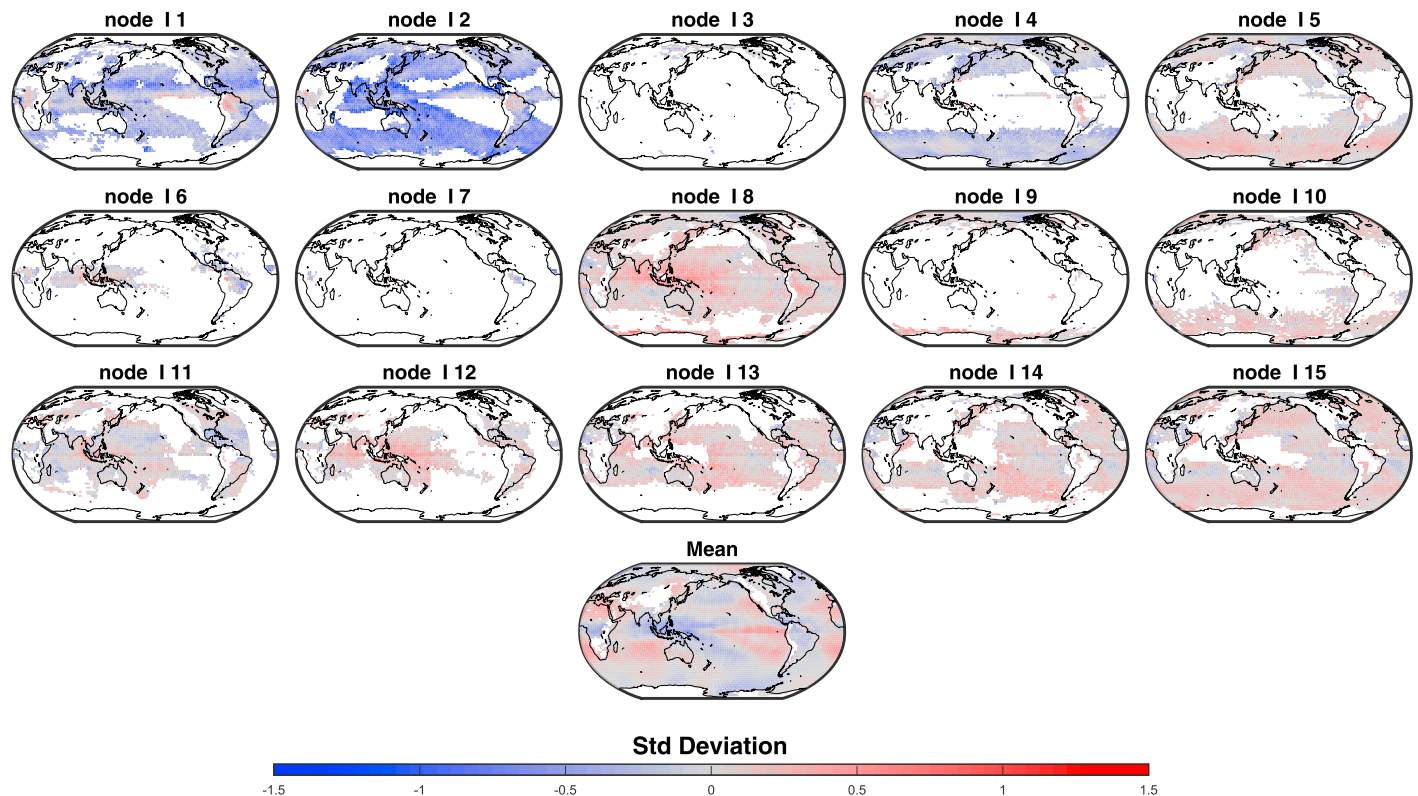 node I 1 node I 2 node I 3 node I 4 node I 5
node I 6 node I 7 node I 8 node I 9 node I 10
node I 11 node I 12 node I 13 node I 14 node I 15
Mean
Std Deviation
-1.5 -1 -0.5 0 0.5 1 1.5